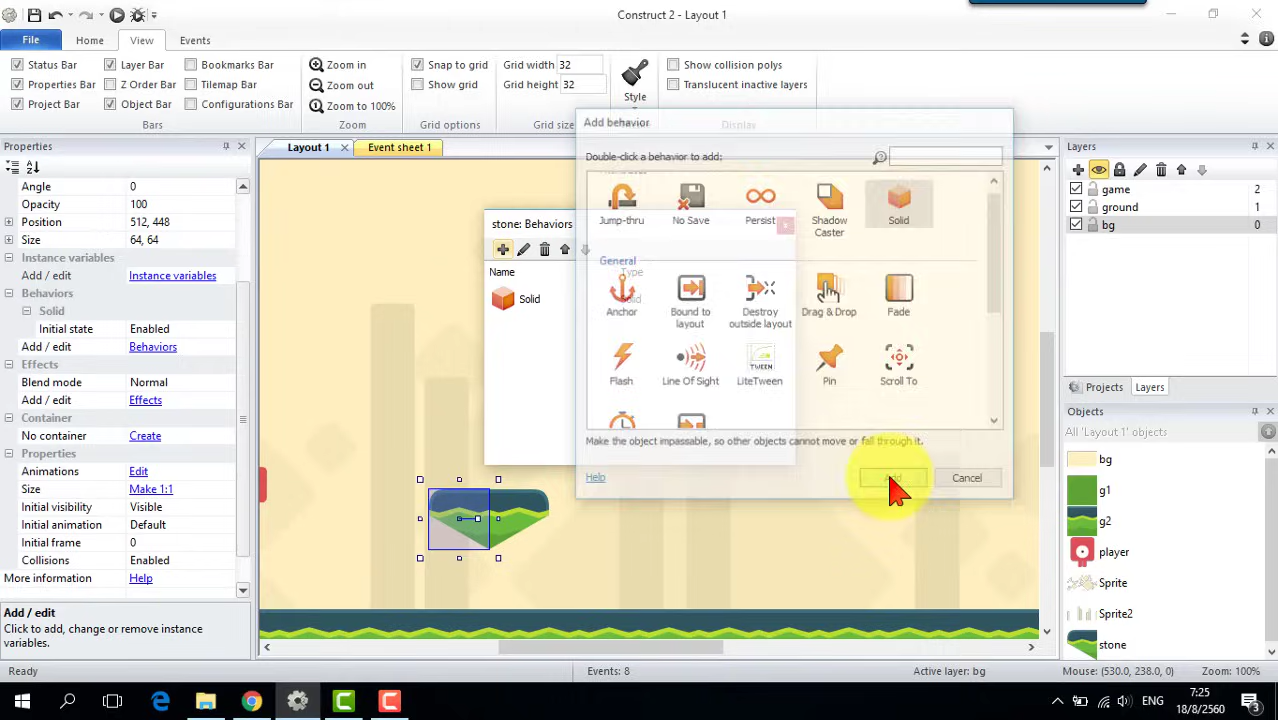 Construct 2 - Layout 1
File
Home
View
Events
Status Bar
Layer Bar
Bookmarks Bar
Properties Bar
Z Order Bar
Tilemap Bar
Project Bar
Object Bar
Configurations Bar
Bars
Zoom in
Zoom out
Zoom to 100%
Zoom
Snap to grid
Show grid
Grid options
Grid width 32
Grid height 32
Grid size
Style
Show collision polys
Translucent inactive layers
Display
Properties
Angle 0
Opacity 100
Position 512, 448
Size 64, 64
Instance variables
Add / edit Instance variables
Behaviors
Solid
Initial state Enabled
Add / edit Behaviors
Effects
Blend mode Normal
Add / edit Effects
Container
No container Create
Properties
Animations Edit
Size Make 1:1
Initial visibility Visible
Initial animation Default
Initial frame 0
Collisions Enabled
More information Help
Add / edit
Click to add, change or remove instance
variables.
Layout 1
Event sheet 1
stone: Behaviors
Name
Type
Solid
Solid
Add behavior
Double-click a behavior to add:
Jump-thru
No Save
Persist
Shadow
Caster
Solid
General
Anchor
Bound to
layout
Destroy
outside layout
Drag & Drop
Fade
Flash
Line Of Sight
TWEEN
LiteTween
Pin
Scroll To
Make the object impassable, so other objects cannot move or fall through it.
Help
Add
Cancel
Layers
game 2
ground 1
bg 0
Projects
Layers
Objects
All 'Layout 1' objects
bg
g1
g2
player
Sprite
Sprite2
stone
Ready
Events: 8
Active layer: bg
Mouse: (530.0, 238.0, 0)
Zoom: 100%
ENG
7:25
18/8/2560
3